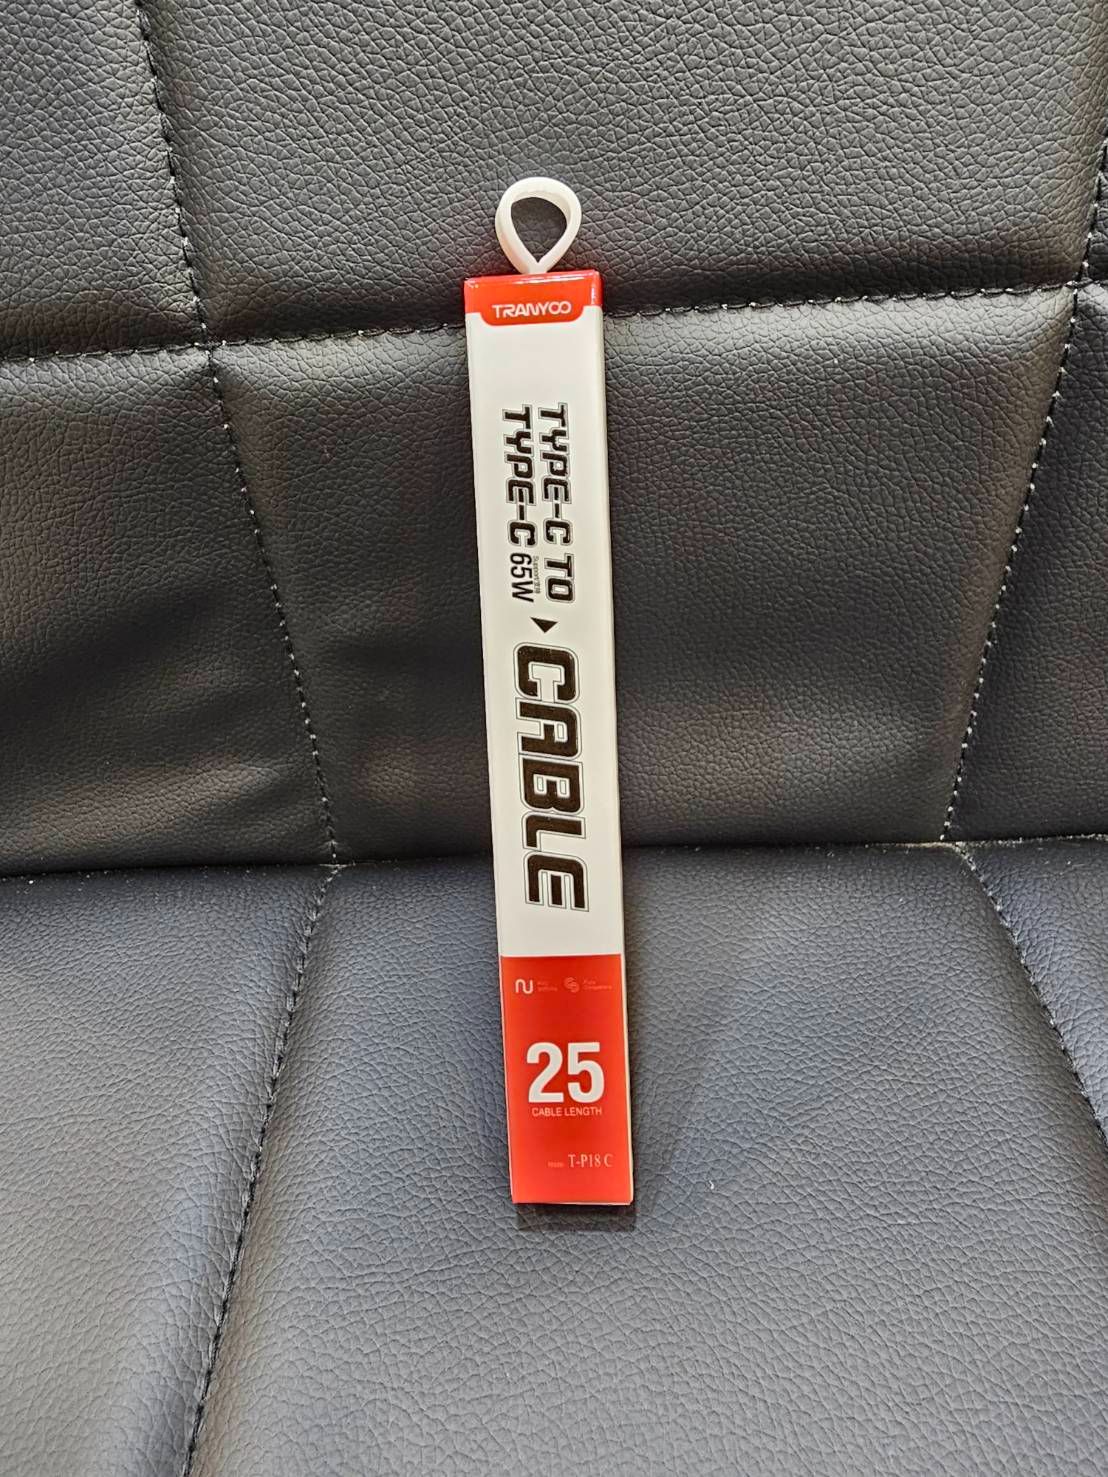 TRANYOO
TYPE-C TO
TYPE-C 65W
CABLE
25
CABLE LENGTH
T-P18 C